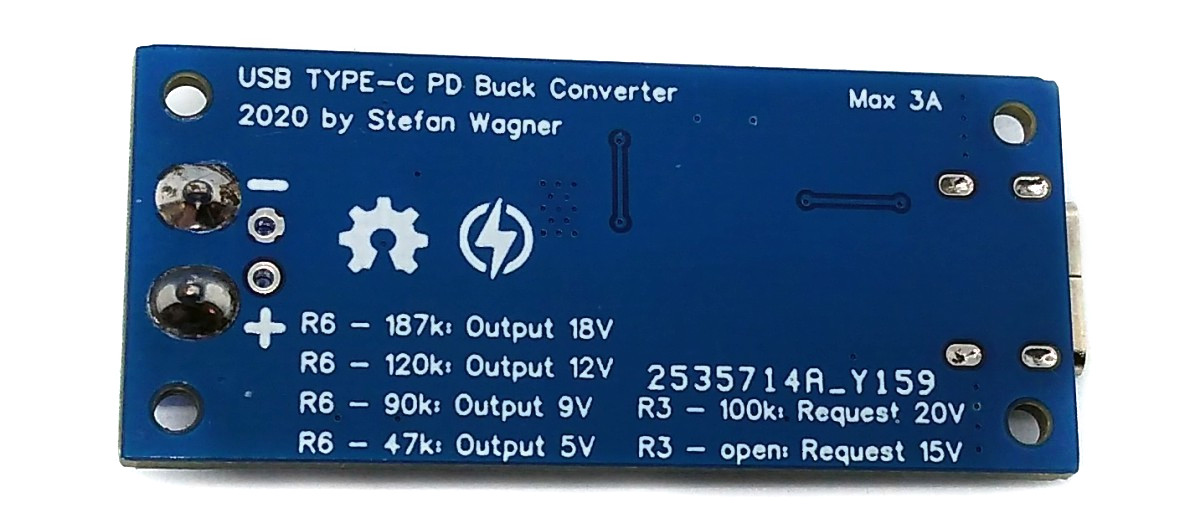 USB TYPE-C PD Buck Converter
2020 by Stefan Wagner
Max 3A
−
+
R6 - 187k: Output 18V
R6 - 120k: Output 12V
R6 - 90k: Output 9V
R6 - 47k: Output 5V
2535714A_Y159
R3 - 100k: Request 20V
R3 - open: Request 15V